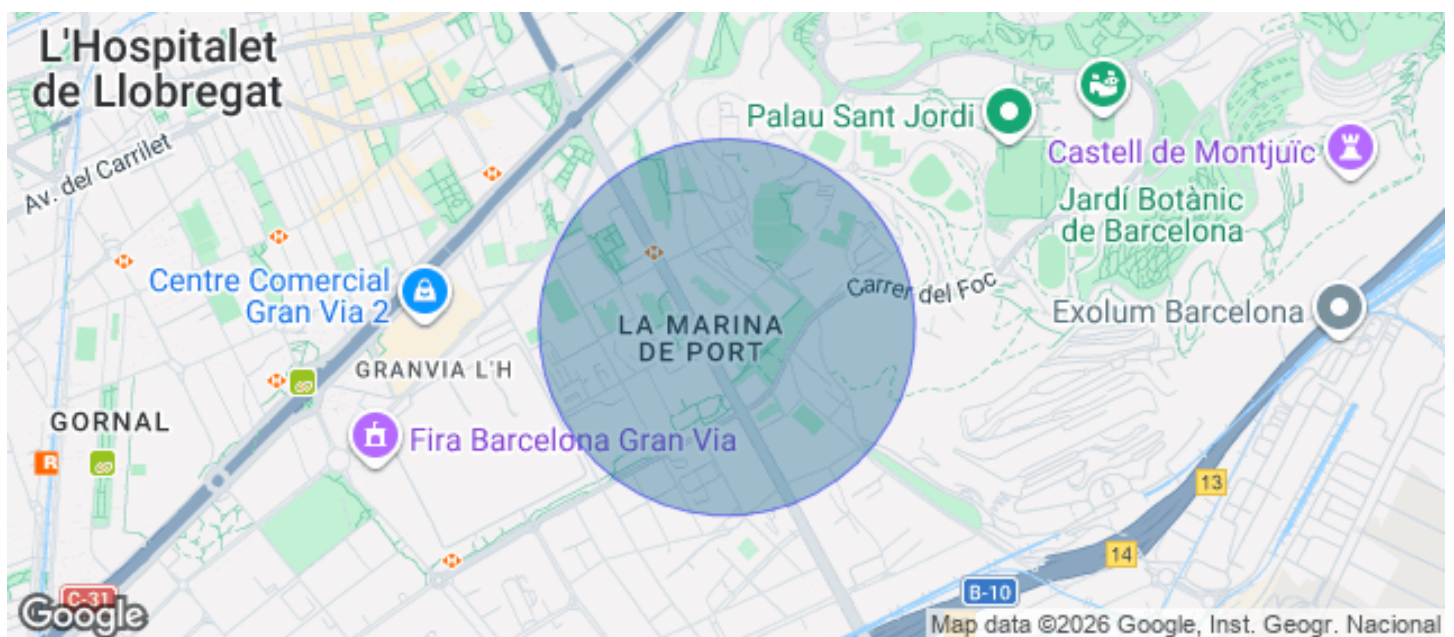 L'Hospitalet
de Llobregat
Av. del Carrilet
Palau Sant Jordi
Castell de Montjuïc
Jardí Botànic
de Barcelona
Centre Comercial
Gran Via 2
Carrer del Foc
Exolum Barcelona
LA MARINA
DE PORT
GRANVIA L'H
GORNAL
Fira Barcelona Gran Via
R
13
14
B-10
C-31
Google
Map data ©2026 Google, Inst. Geogr. Nacional